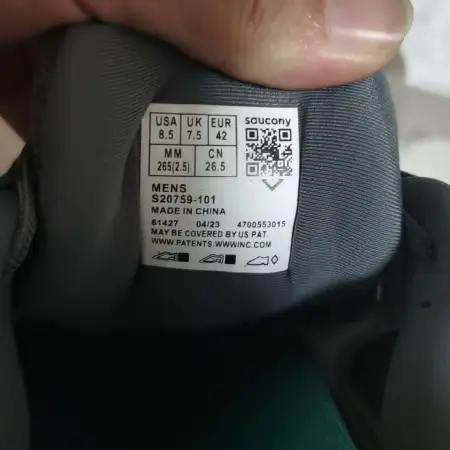 USA UK EUR saucony
8.5 7.5 42
MM CN
265(2.5) 26.5
MENS
S20759-101
MADE IN CHINA
61427 04/23 4700553015
MAY BE COVERED BY US PAT.
WWW.PATENTS.WWWINC.COM